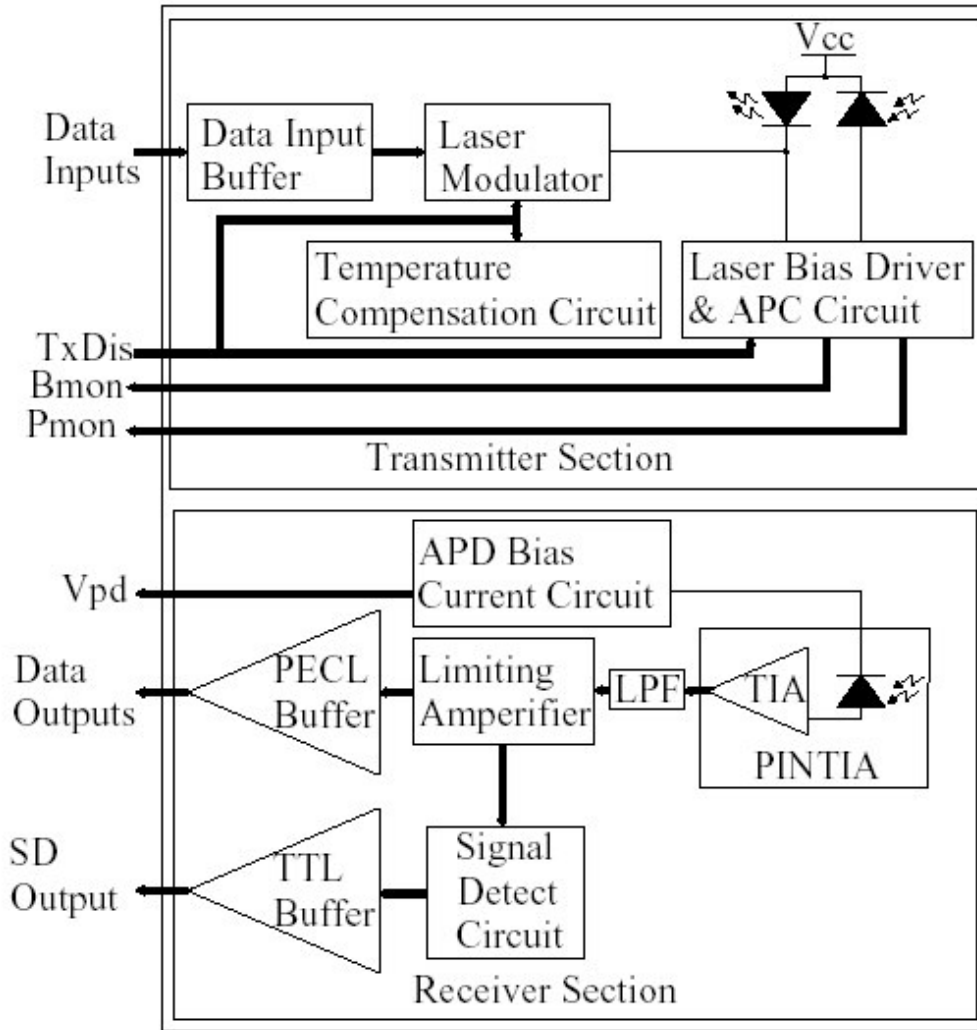 Vcc
Data
Inputs
Data Input
Buffer
Laser
Modulator
Temperature
Compensation Circuit
Laser Bias Driver
& APC Circuit
TxDis
Bmon
Pmon
Transmitter Section
APD Bias
Current Circuit
Vpd
Data
Outputs
PECL
Buffer
Limiting
Amperifier
LPF
TIA
PINTIA
SD
Output
TTL
Buffer
Signal
Detect
Circuit
Receiver Section